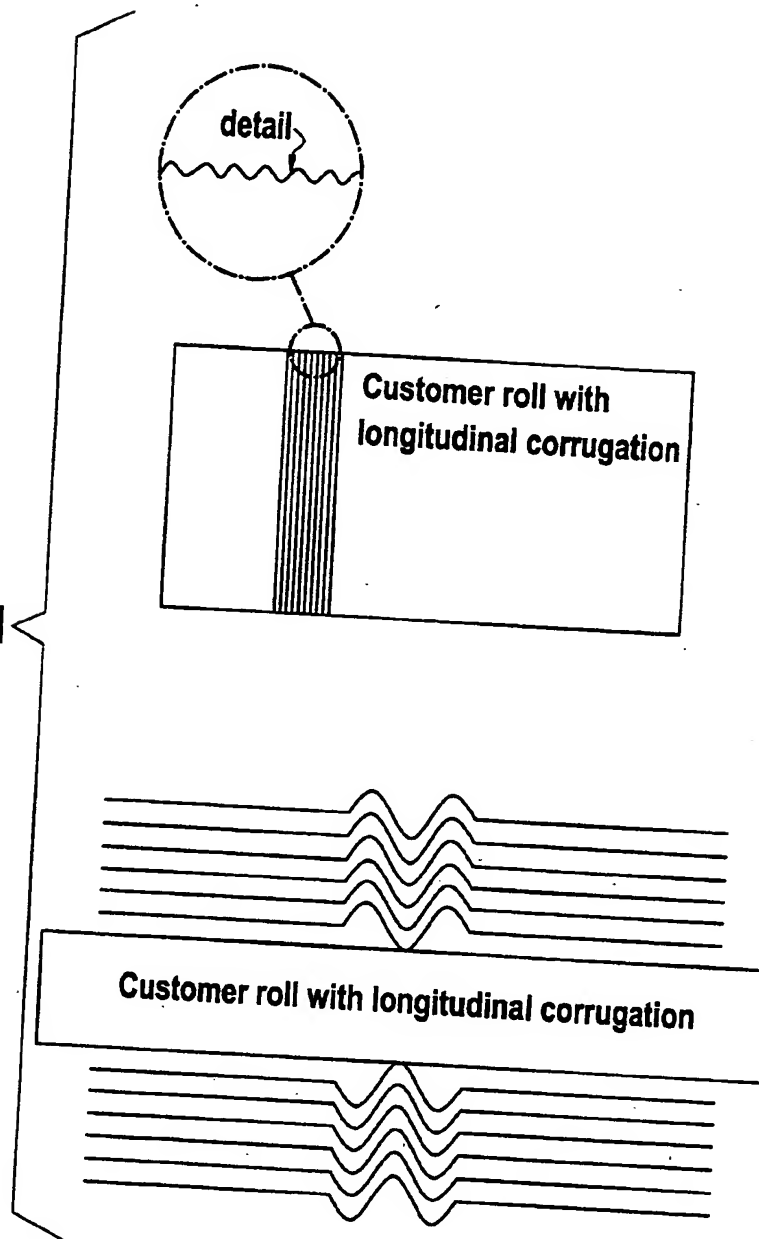 detail
Customer roll with
longitudinal corrugation
Customer roll with longitudinal corrugation